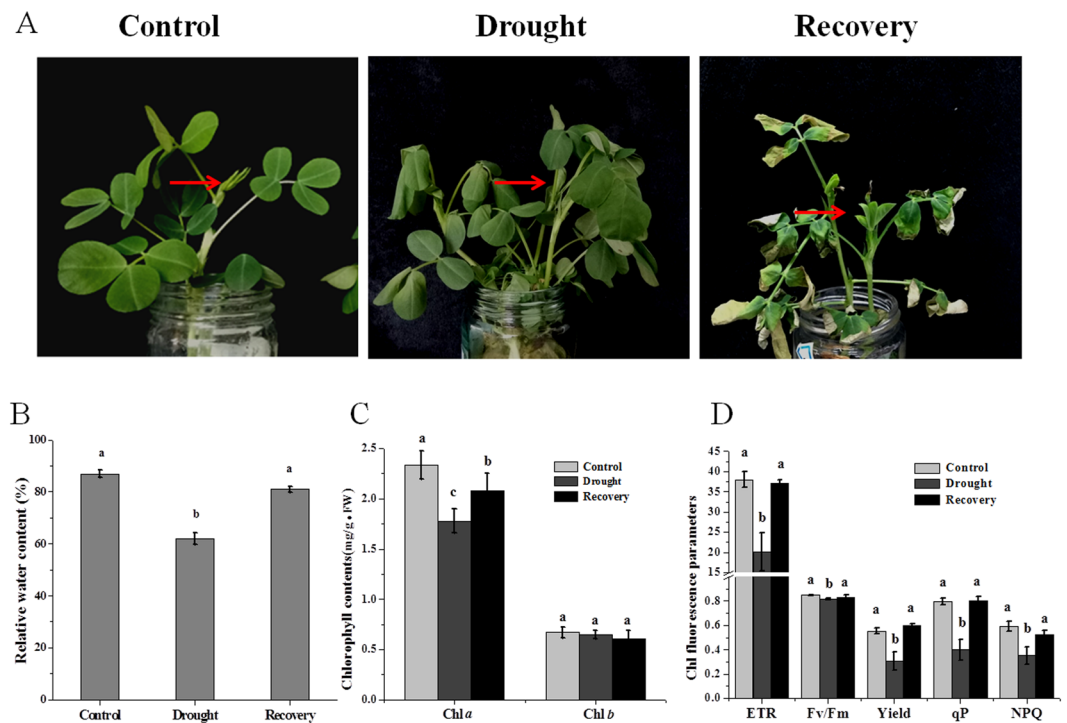 A
Control
Drought
Recovery
B
Relative water content (%)
100
80
60
40
20
0
a
b
a
Control
Drought
Recovery
C
Chlorophyll contents(mg/g•FW)
2.5
2.0
1.5
1.0
0.5
0.0
a
c
b
a
a
a
Control
Drought
Recovery
Chl a
Chl b
D
Chl fluorescence parameters
45
40
35
30
25
20
15
0.8
0.6
0.4
0.2
0.0
a
b
a
a
b
a
a
b
a
a
b
a
a
b
a
Control
Drought
Recovery
ETR
Fv/Fm
Yield
qP
NPQ